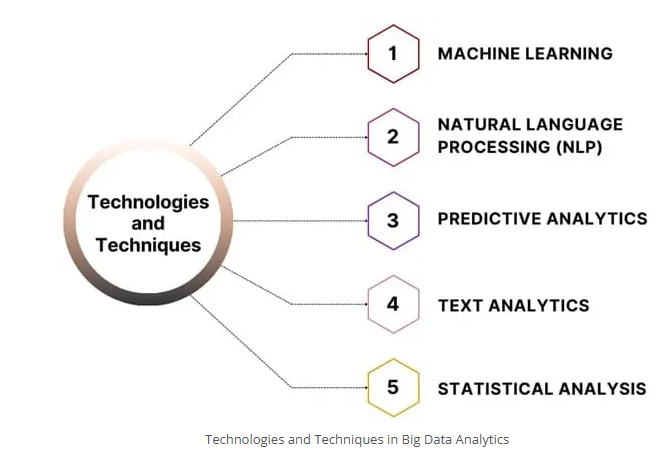 Technologies
and
Techniques
1
MACHINE LEARNING
2
NATURAL LANGUAGE
PROCESSING (NLP)
3
PREDICTIVE ANALYTICS
4
TEXT ANALYTICS
5
STATISTICAL ANALYSIS
Technologies and Techniques in Big Data Analytics